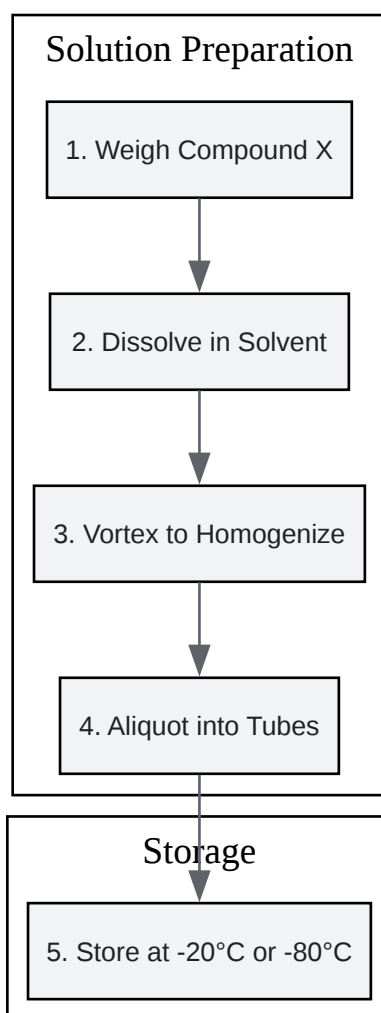 Solution Preparation
1. Weigh Compound X
2. Dissolve in Solvent
3. Vortex to Homogenize
4. Aliquot into Tubes
Storage
5. Store at -20°C or -80°C